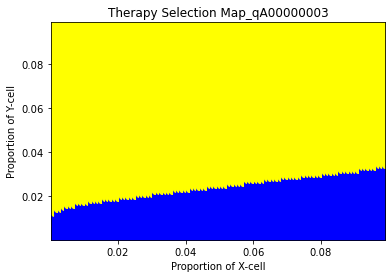 Therapy Selection Map_qA00000003
Proportion of Y-cell
0.08
0.06
0.04
0.02
0.02 0.04 0.06 0.08
Proportion of X-cell